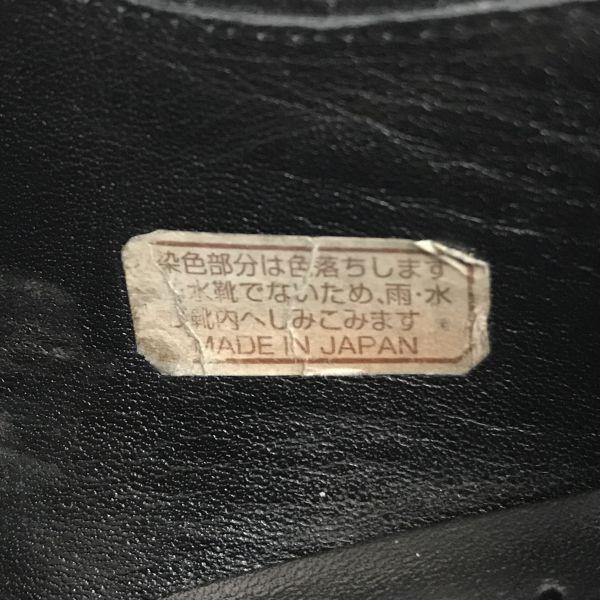 染色部分は色落ちします
水靴でないため、雨・水
靴内へしみこみます
MADE IN JAPAN